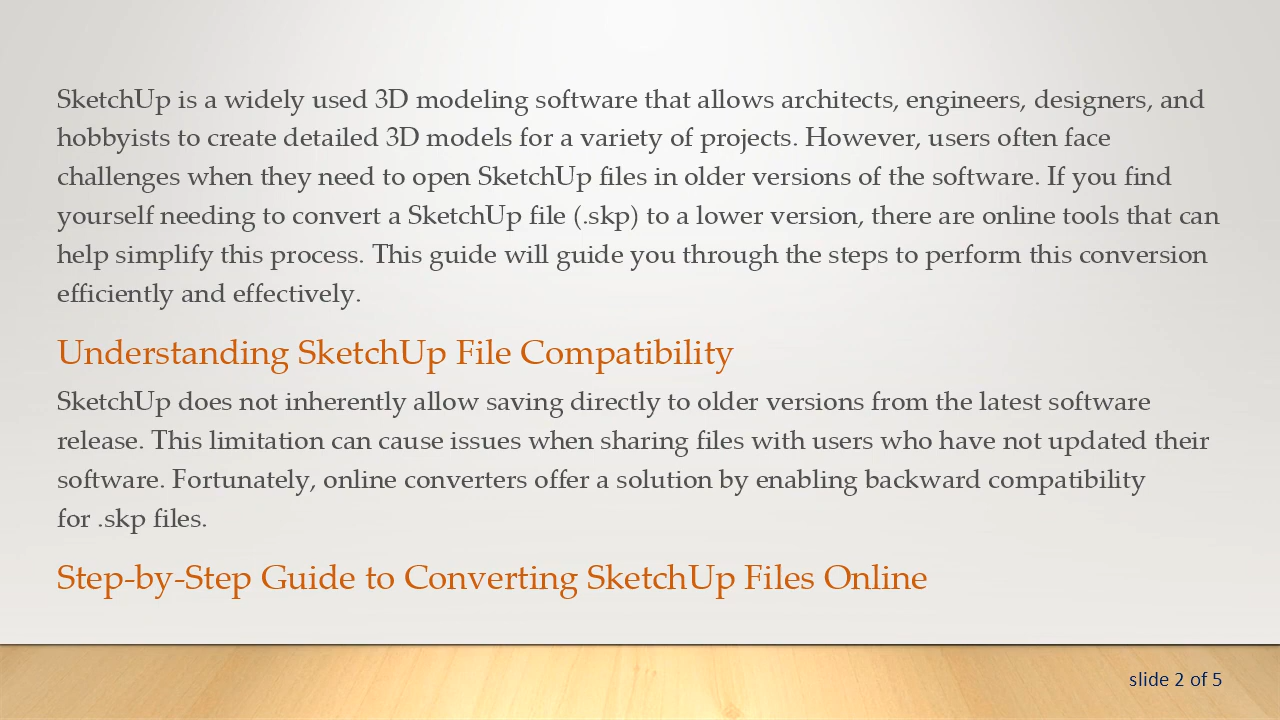 SketchUp is a widely used 3D modeling software that allows architects, engineers, designers, and
hobbyists to create detailed 3D models for a variety of projects. However, users often face
challenges when they need to open SketchUp files in older versions of the software. If you find
yourself needing to convert a SketchUp file (.skp) to a lower version, there are online tools that can
help simplify this process. This guide will guide you through the steps to perform this conversion
efficiently and effectively.
Understanding SketchUp File Compatibility
SketchUp does not inherently allow saving directly to older versions from the latest software
release. This limitation can cause issues when sharing files with users who have not updated their
software. Fortunately, online converters offer a solution by enabling backward compatibility
for .skp files.
Step-by-Step Guide to Converting SketchUp Files Online
slide 2 of 5